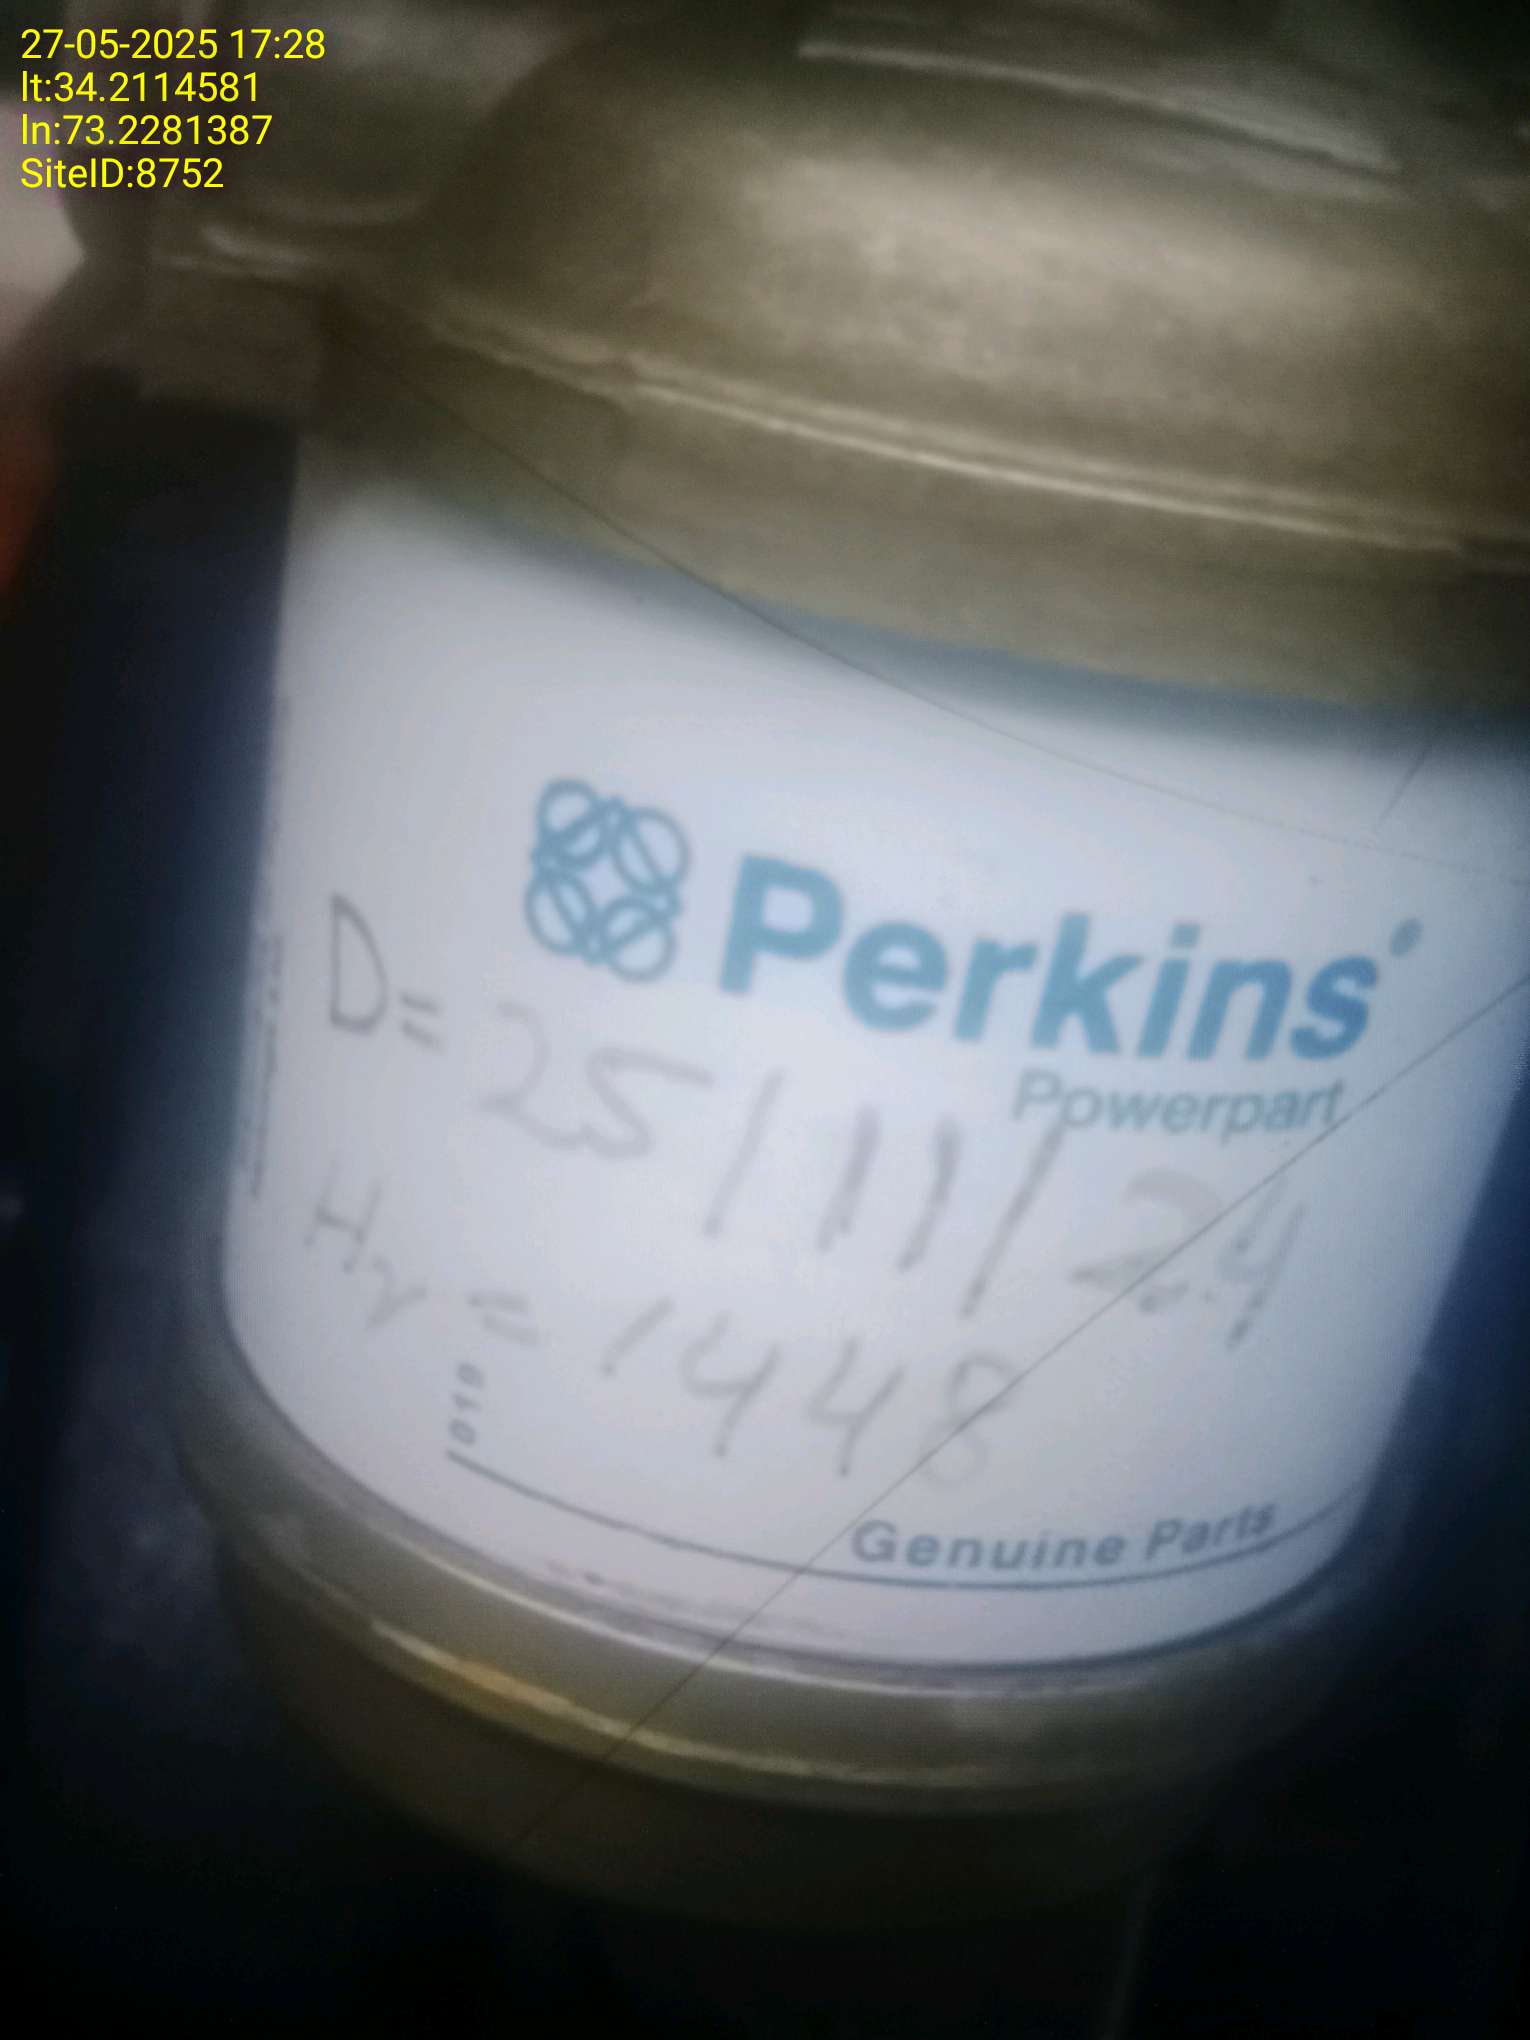 27-05-2025 17:28
lt:34.2114581
ln:73.2281387
SiteID:8752
Perkins
Powerpart
D= 25/11/24
Hr = 1448
Genuine Parts